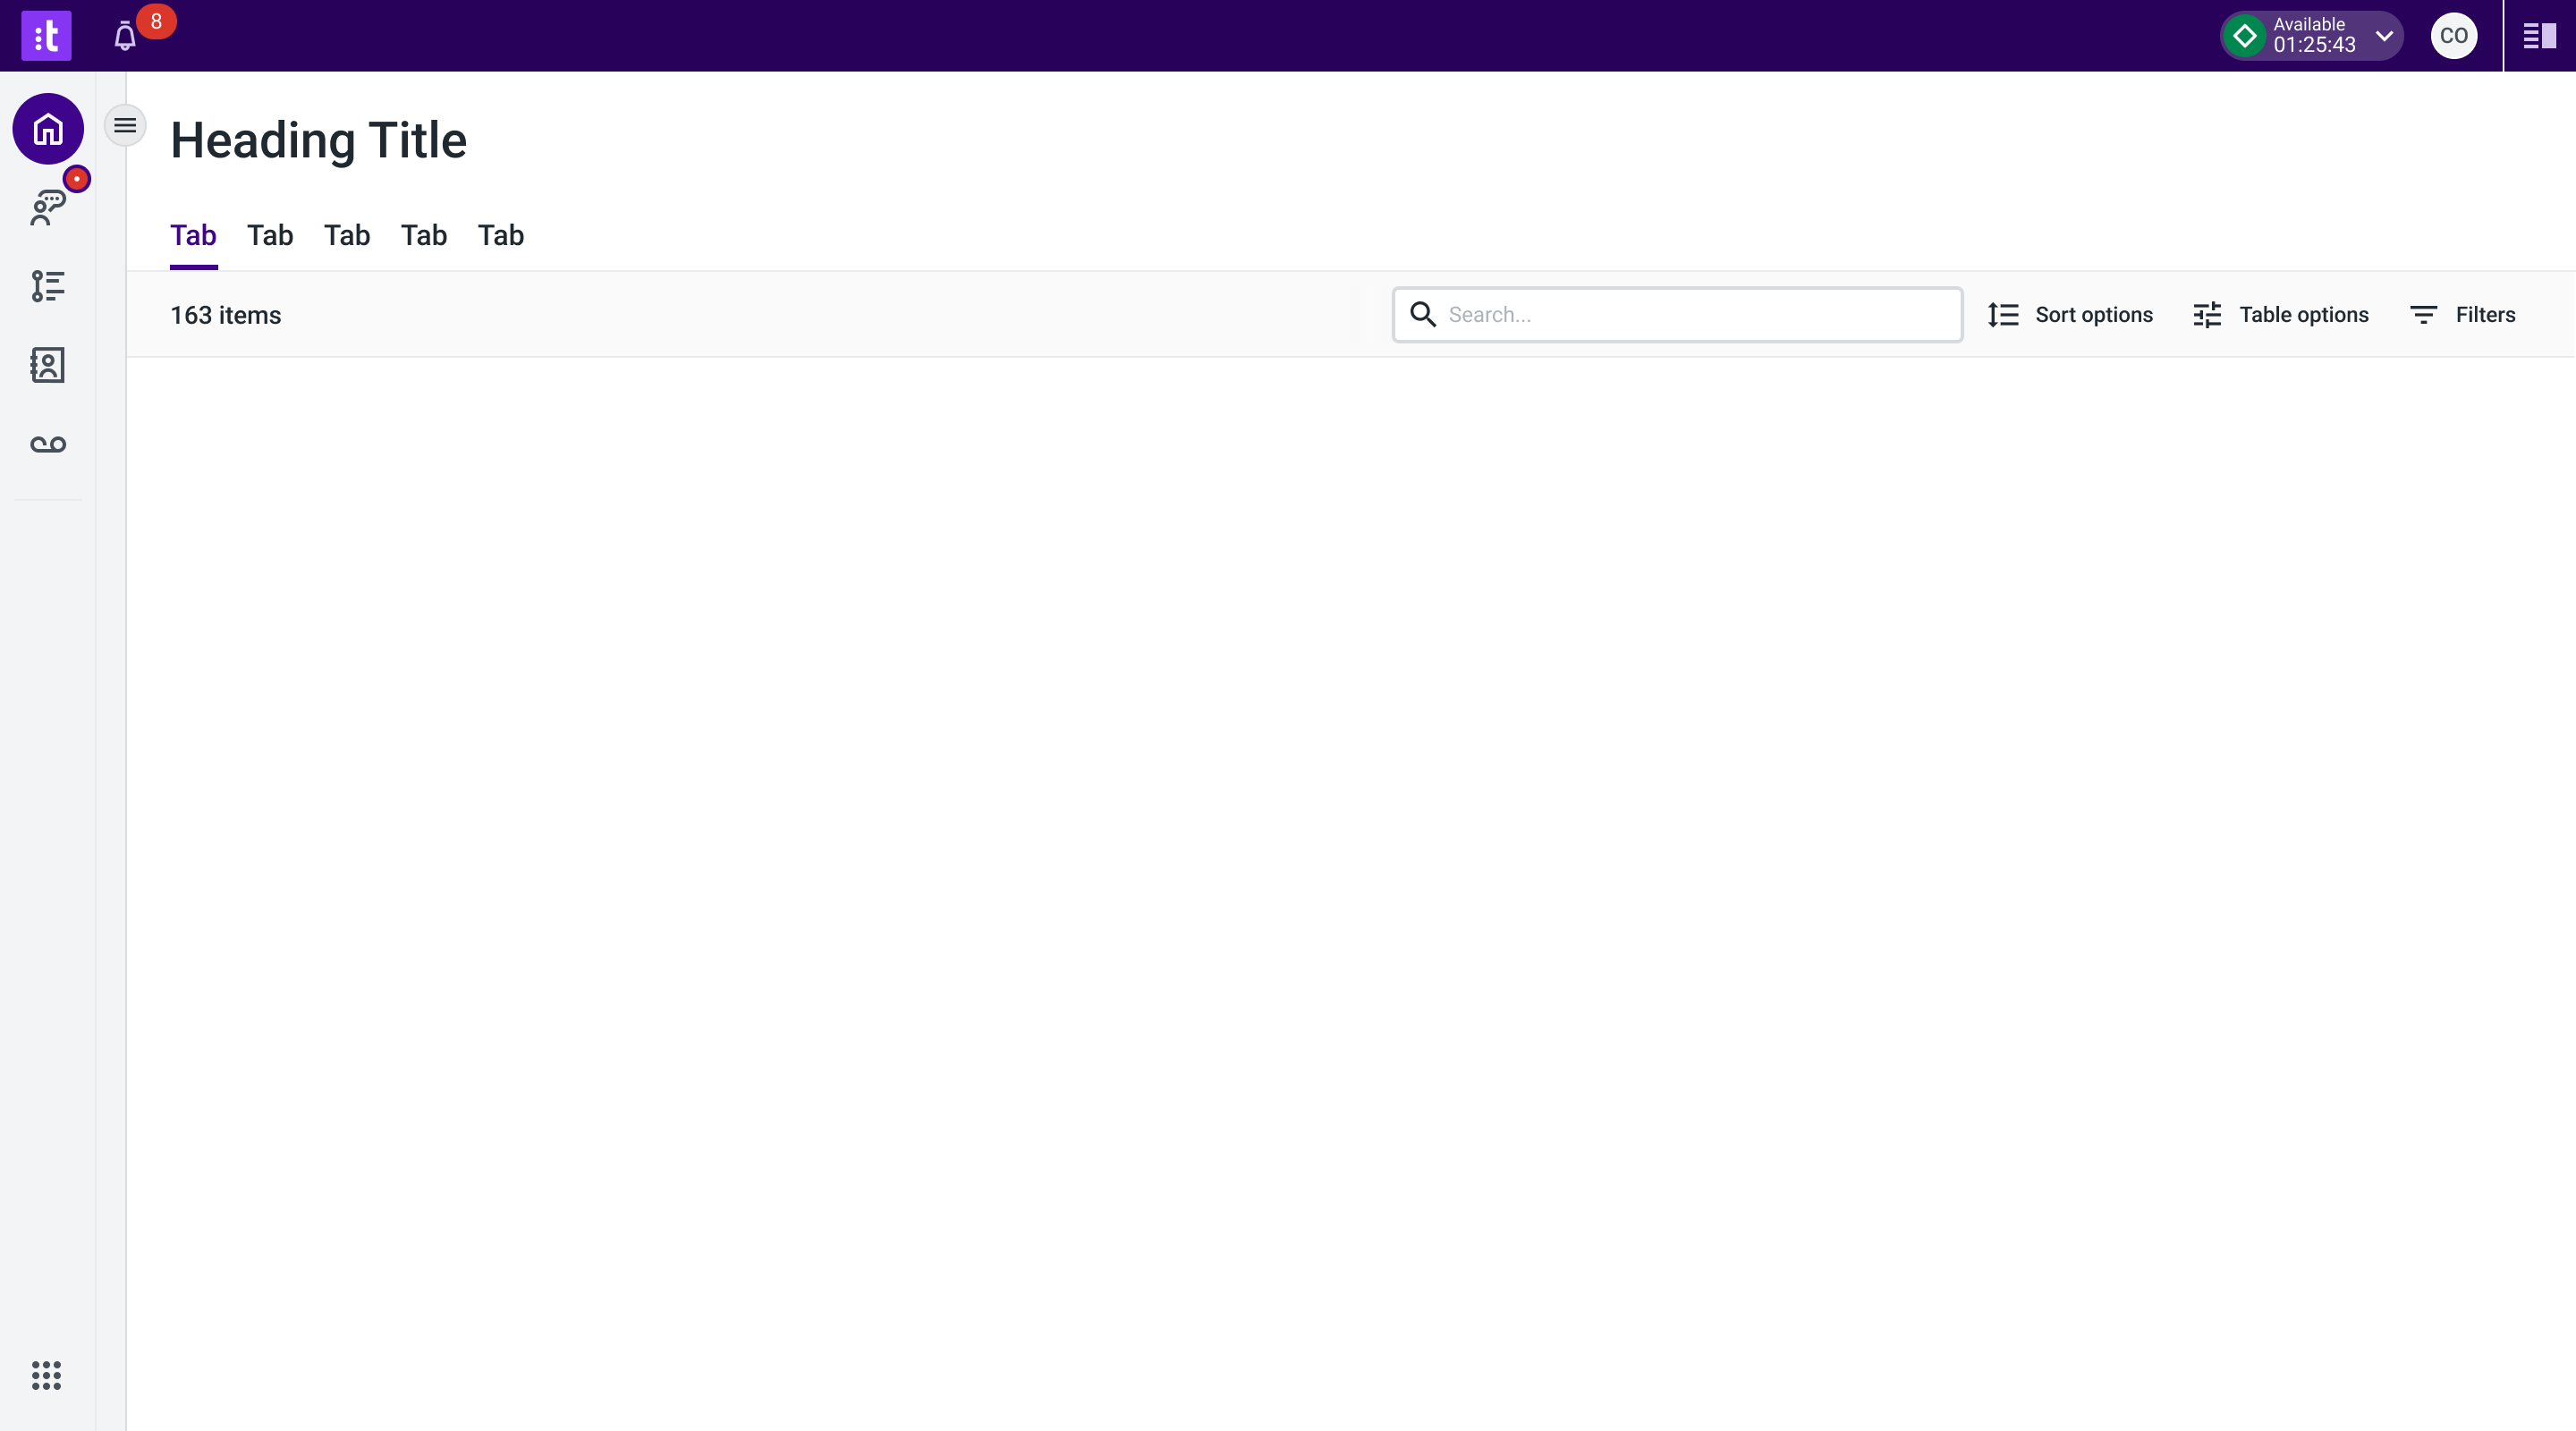 :t
8
Available
01:25:43
CO
Heading Title
Tab Tab Tab Tab Tab
163 items
Search...
Sort options
Table options
Filters